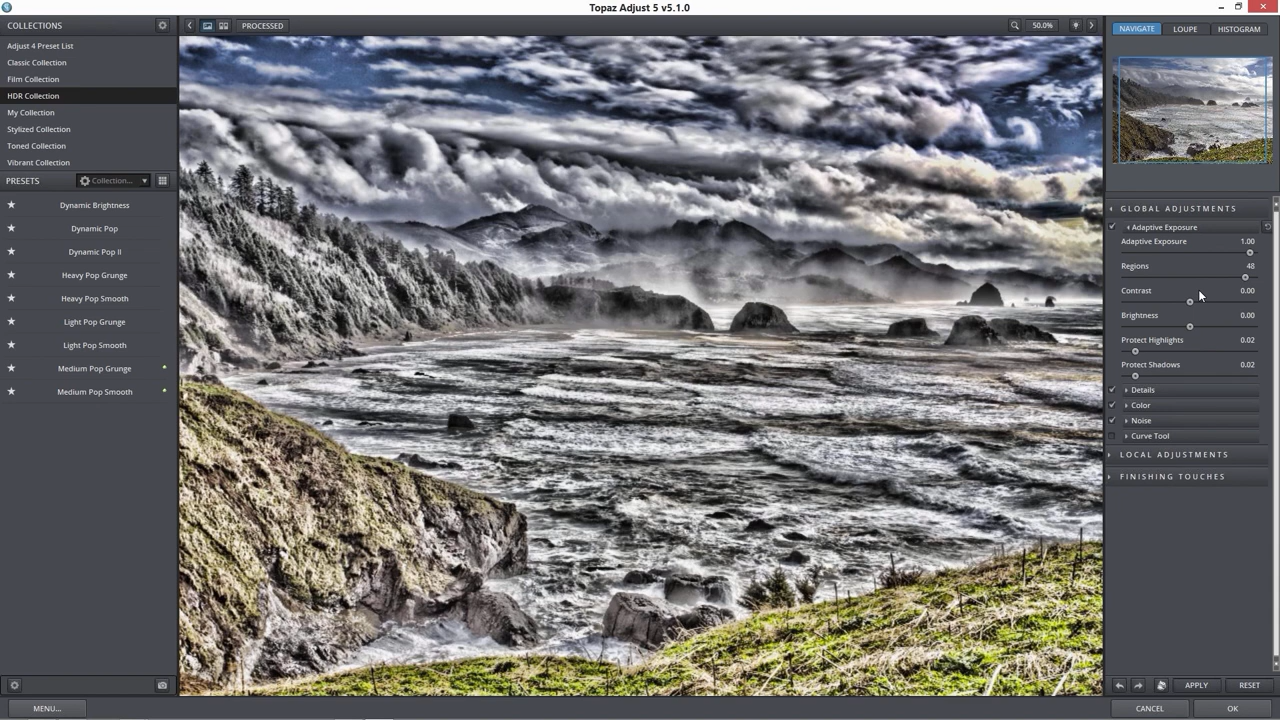 Topaz Adjust 5 v5.1.0
COLLECTIONS
Adjust 4 Preset List
Classic Collection
Film Collection
HDR Collection
My Collection
Stylized Collection
Toned Collection
Vibrant Collection
PRESETS
Collection...
Dynamic Brightness
Dynamic Pop
Dynamic Pop II
Heavy Pop Grunge
Heavy Pop Smooth
Light Pop Grunge
Light Pop Smooth
Medium Pop Grunge
Medium Pop Smooth
MENU...
PROCESSED
50.0%
NAVIGATE
LOUPE
HISTOGRAM
GLOBAL ADJUSTMENTS
Adaptive Exposure
Adaptive Exposure 1.00
Regions 48
Contrast 0.00
Brightness 0.00
Protect Highlights 0.02
Protect Shadows 0.02
Details
Color
Noise
Curve Tool
LOCAL ADJUSTMENTS
FINISHING TOUCHES
APPLY
RESET
CANCEL
OK